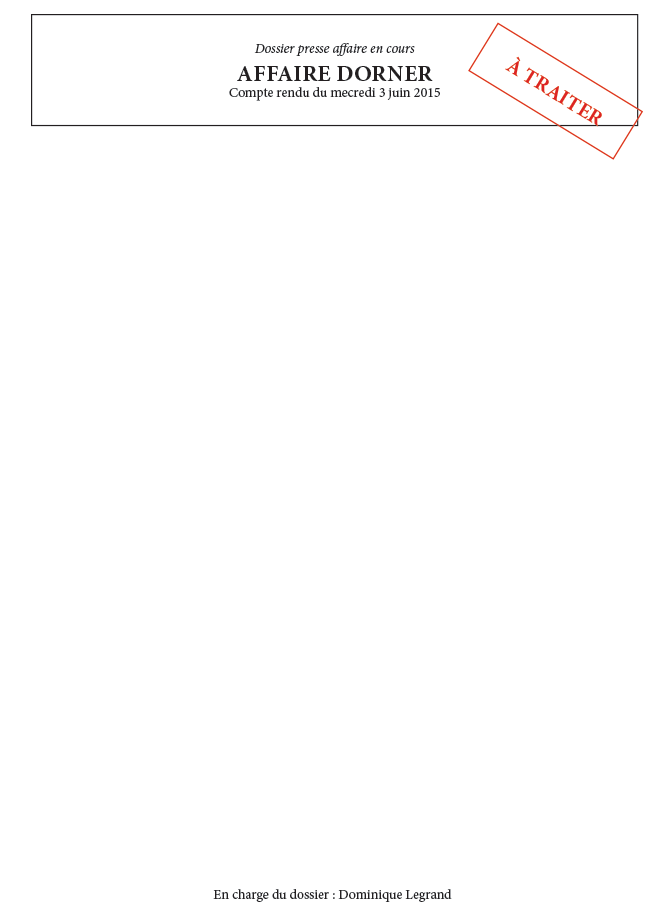 Dossier presse affaire en cours
AFFAIRE DORNER
Compte rendu du mecredi 3 juin 2015
À TRAITER
En charge du dossier : Dominique Legrand